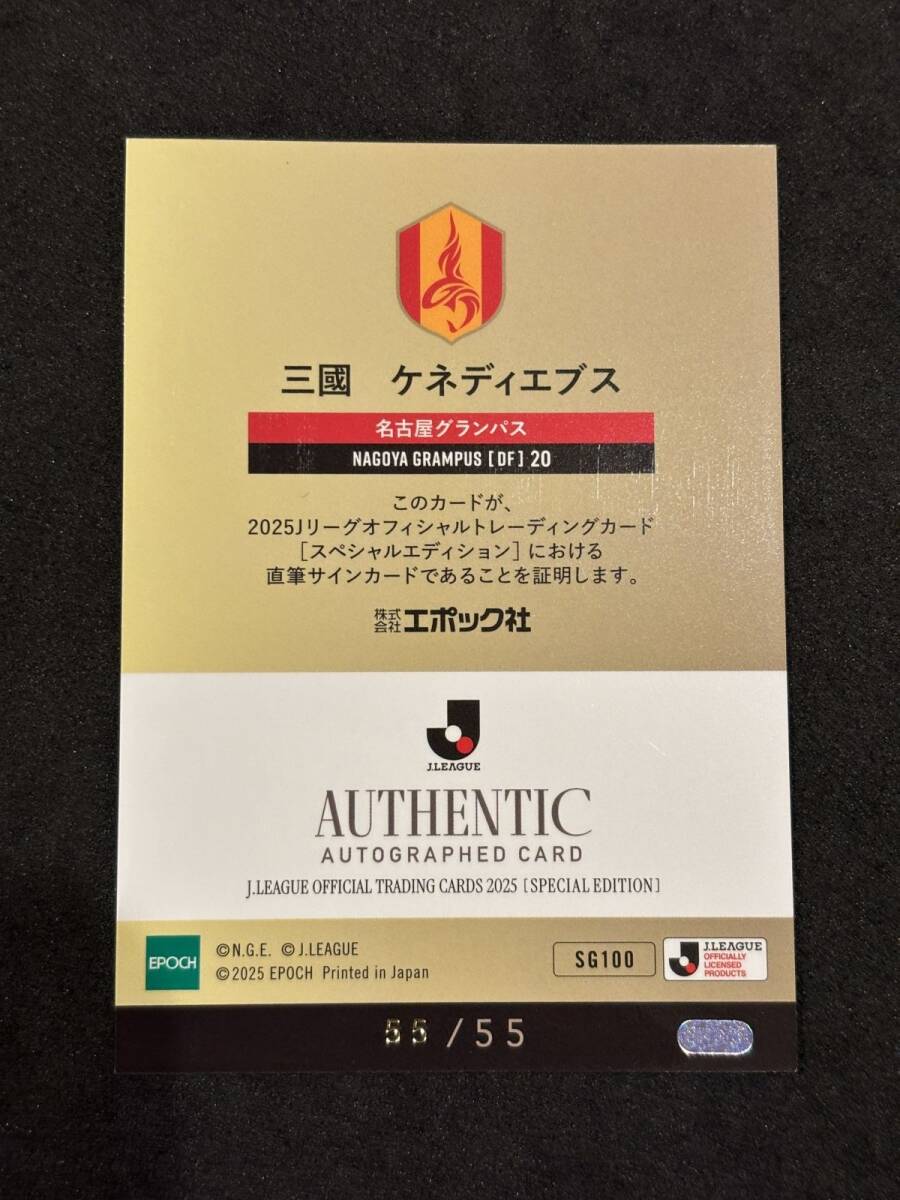 三國　ケネディエブス
名古屋グランパス
NAGOYA GRAMPUS [DF] 20
このカードが、
2025Jリーグオフィシャルトレーディングカード
[スペシャルエディション]における
直筆サインカードであることを証明します。
株式会社エポック社
J.LEAGUE
AUTHENTIC
AUTOGRAPHED CARD
J.LEAGUE OFFICIAL TRADING CARDS 2025 [SPECIAL EDITION]
EPOCH
©N.G.E. ©J.LEAGUE
©2025 EPOCH Printed in Japan
SG100
J.LEAGUE
OFFICIALLY
LICENSED
PRODUCTS
55/55